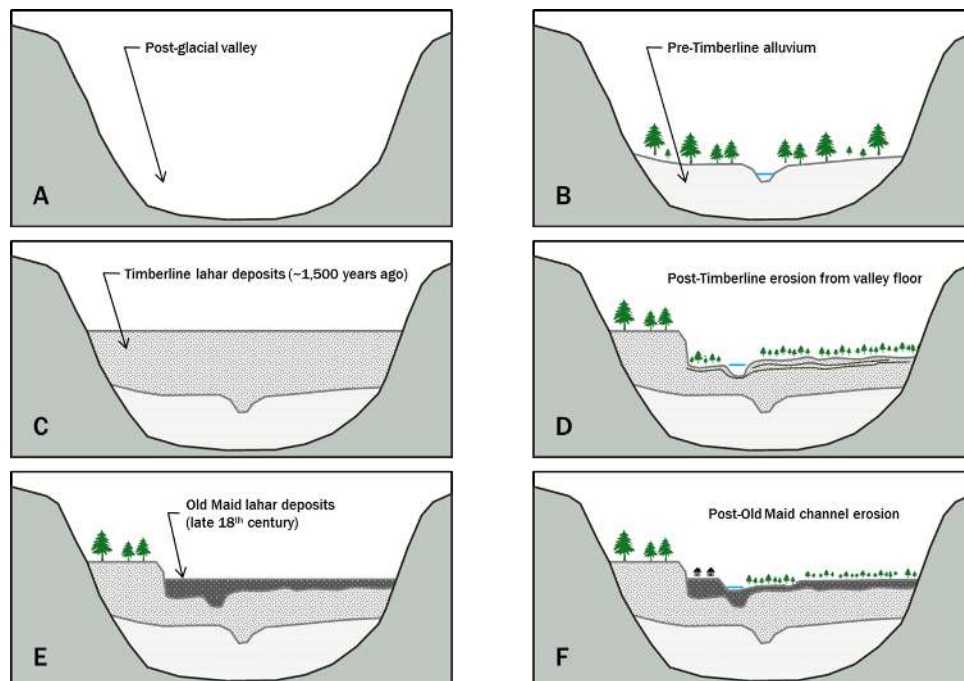 Post-glacial valley
A
Pre-Timberline alluvium
B
Timberline lahar deposits (~1,500 years ago)
C
Post-Timberline erosion from valley floor
D
Old Maid lahar deposits
(late 18th century)
E
Post-Old Maid channel erosion
F